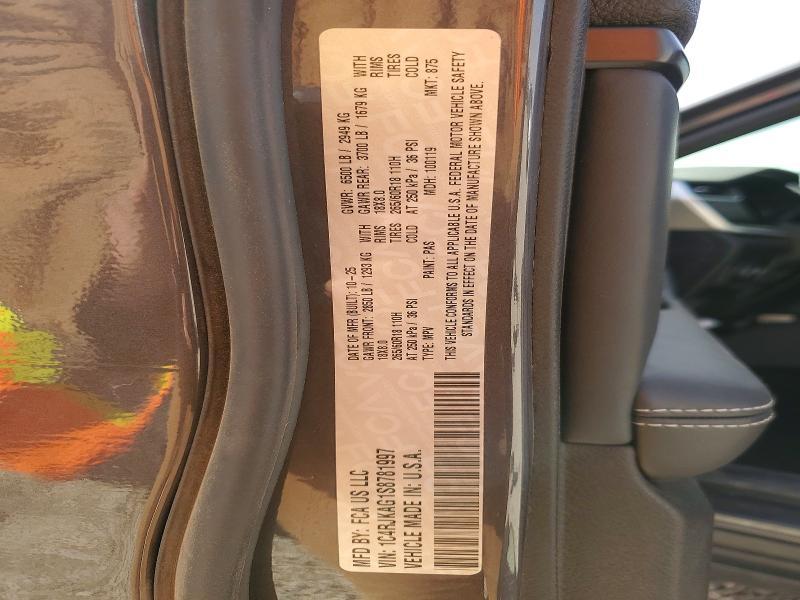 MFD BY: FCA US LLC
VIN: 1C4RJKAG1S8781997
VEHICLE MADE IN: U.S.A.
DATE OF MFR (BUILT): 10-25 GVWR: 6500 LB / 2949 KG
GAWR FRONT: 2850 LB / 1293 KG WITH GAWR REAR: 3700 LB / 1679 KG WITH
18X8.0 RIMS 18X8.0 RIMS
265/60R18 110H TIRES 265/60R18 110H TIRES
AT 250 kPa / 36 PSI COLD AT 250 kPa / 36 PSI COLD
TYPE: MPV PAINT: PAS MDH: 100119 MKT: 875
THIS VEHICLE CONFORMS TO ALL APPLICABLE U.S.A. FEDERAL MOTOR VEHICLE SAFETY
STANDARDS IN EFFECT ON THE DATE OF MANUFACTURE SHOWN ABOVE.